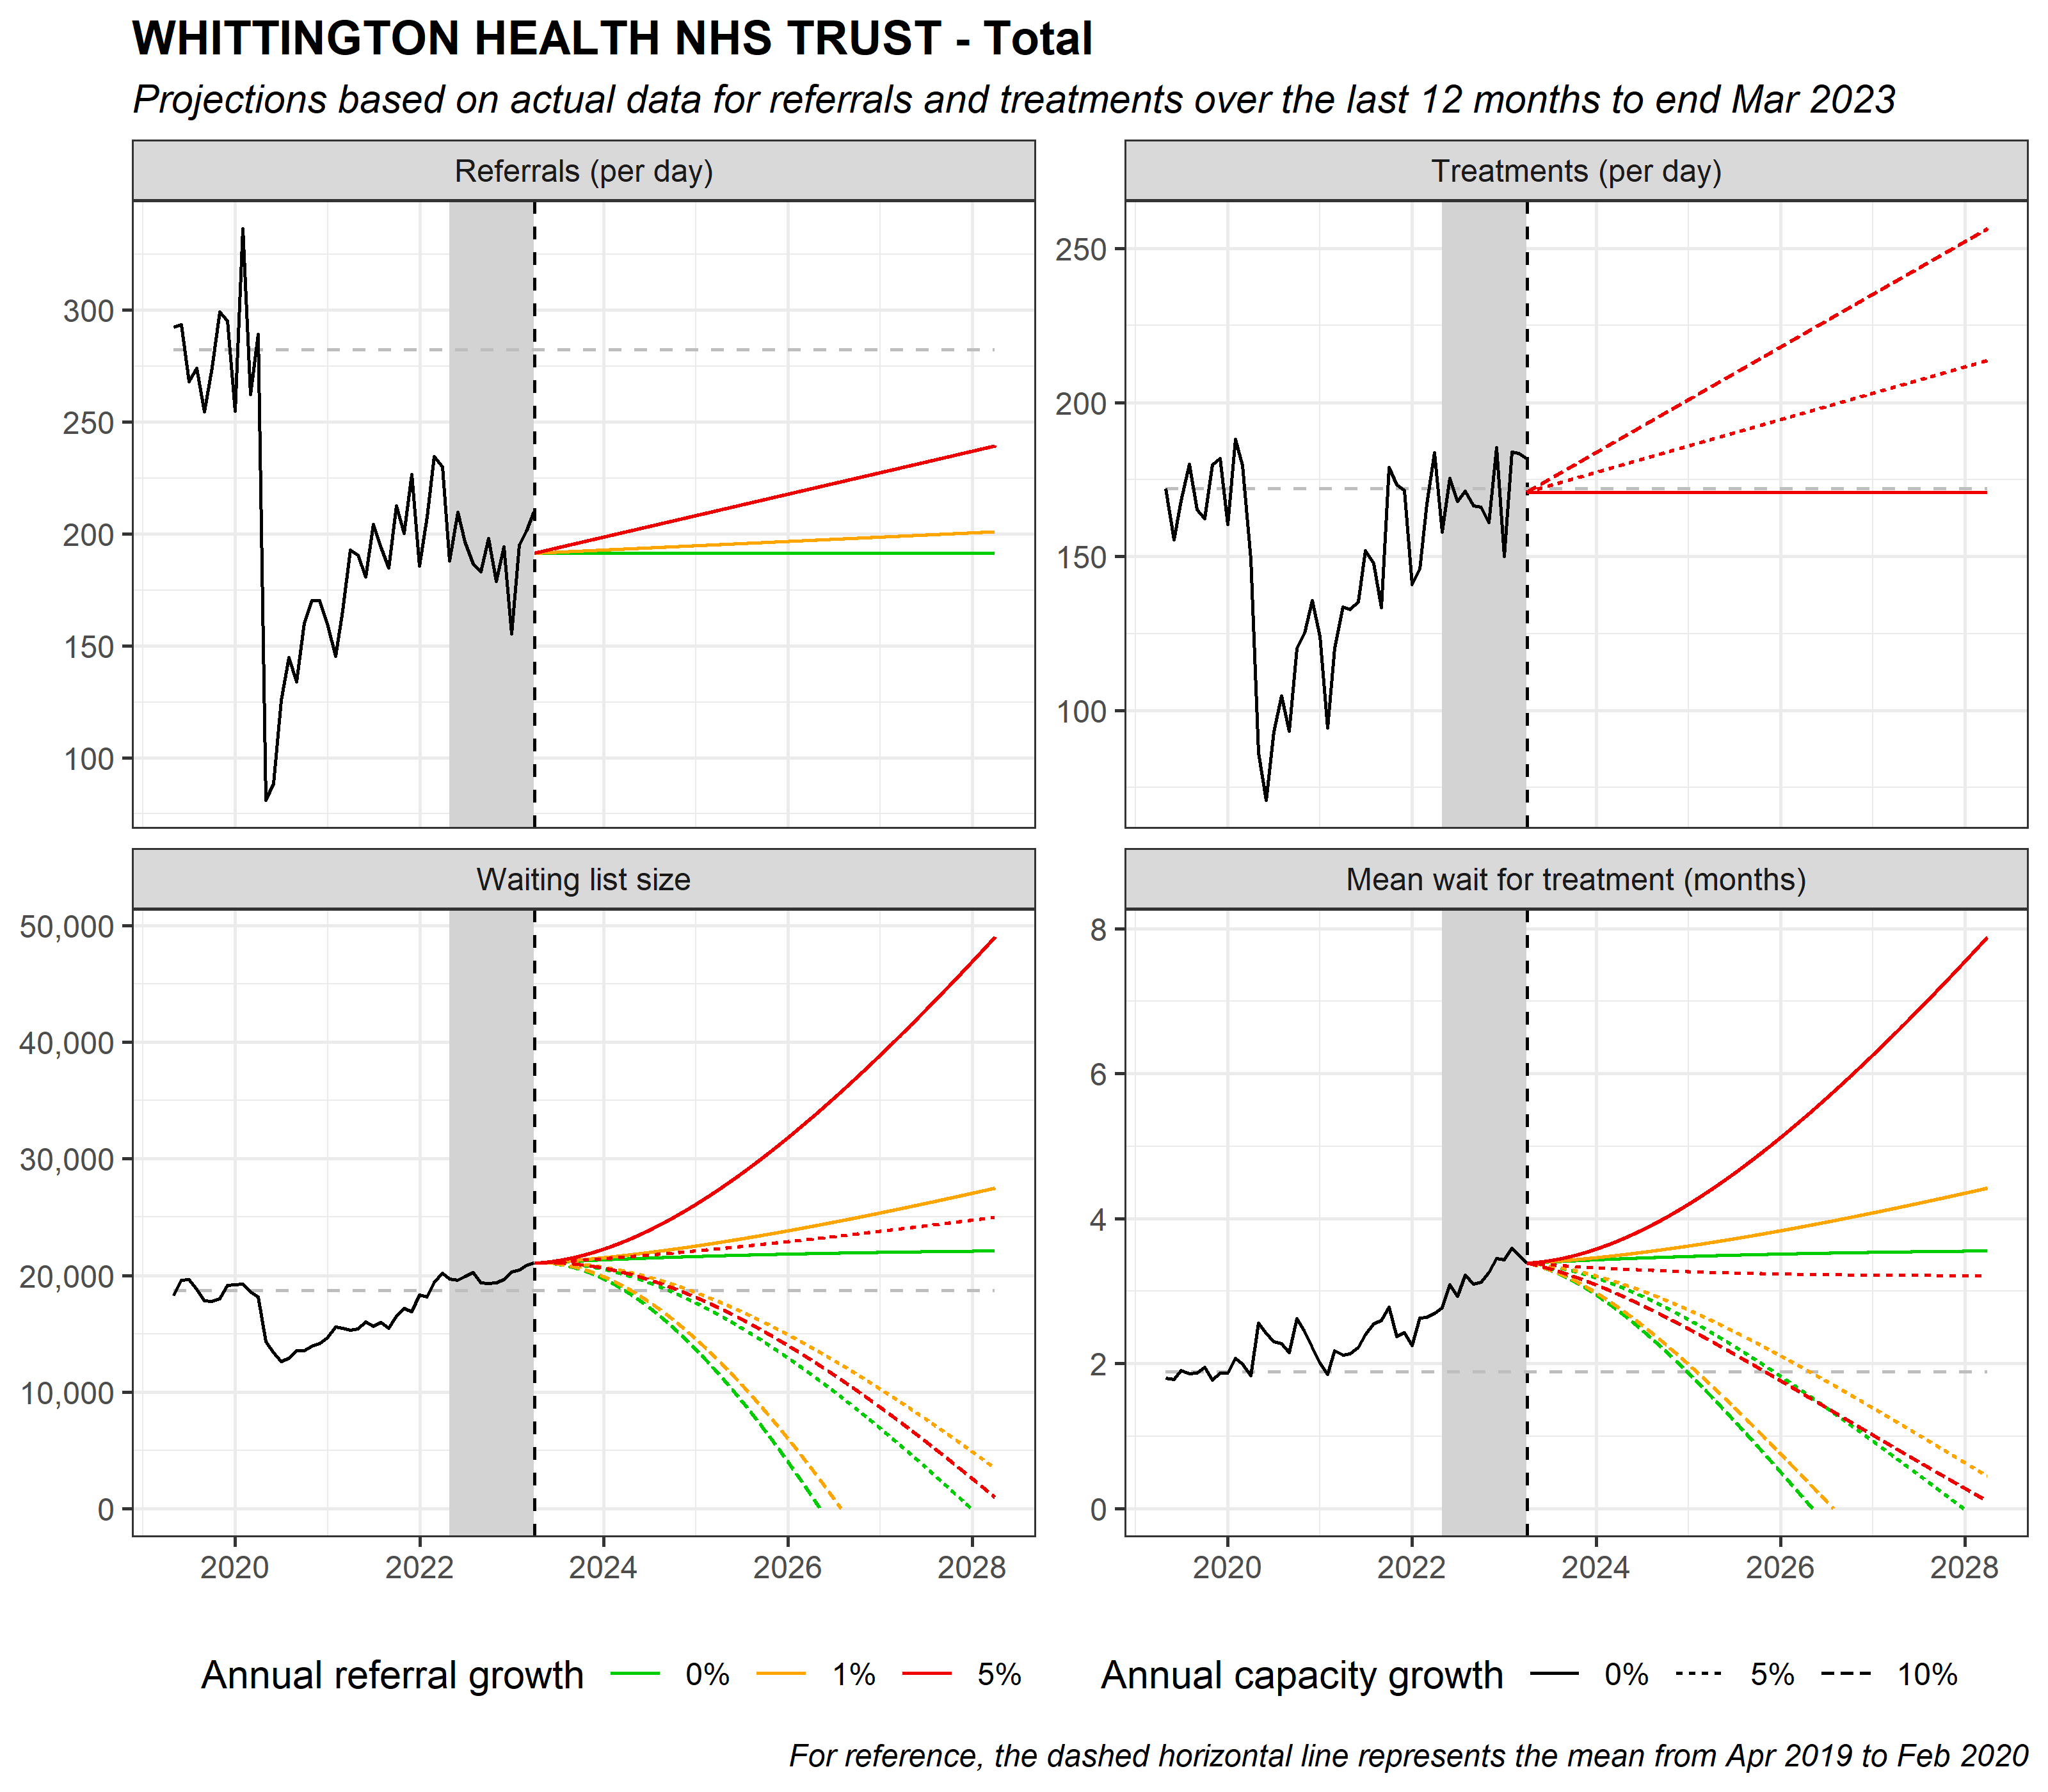 WHITTINGTON HEALTH NHS TRUST - Total
Projections based on actual data for referrals and treatments over the last 12 months to end Mar 2023
Referrals (per day)
300
250
200
150
100
Treatments (per day)
250
200
150
100
Waiting list size
50,000
40,000
30,000
20,000
10,000
0
2020 2022 2024 2026 2028
Mean wait for treatment (months)
8
6
4
2
0
2020 2022 2024 2026 2028
Annual referral growth 0% 1% 5%
Annual capacity growth 0% 5% 10%
For reference, the dashed horizontal line represents the mean from Apr 2019 to Feb 2020